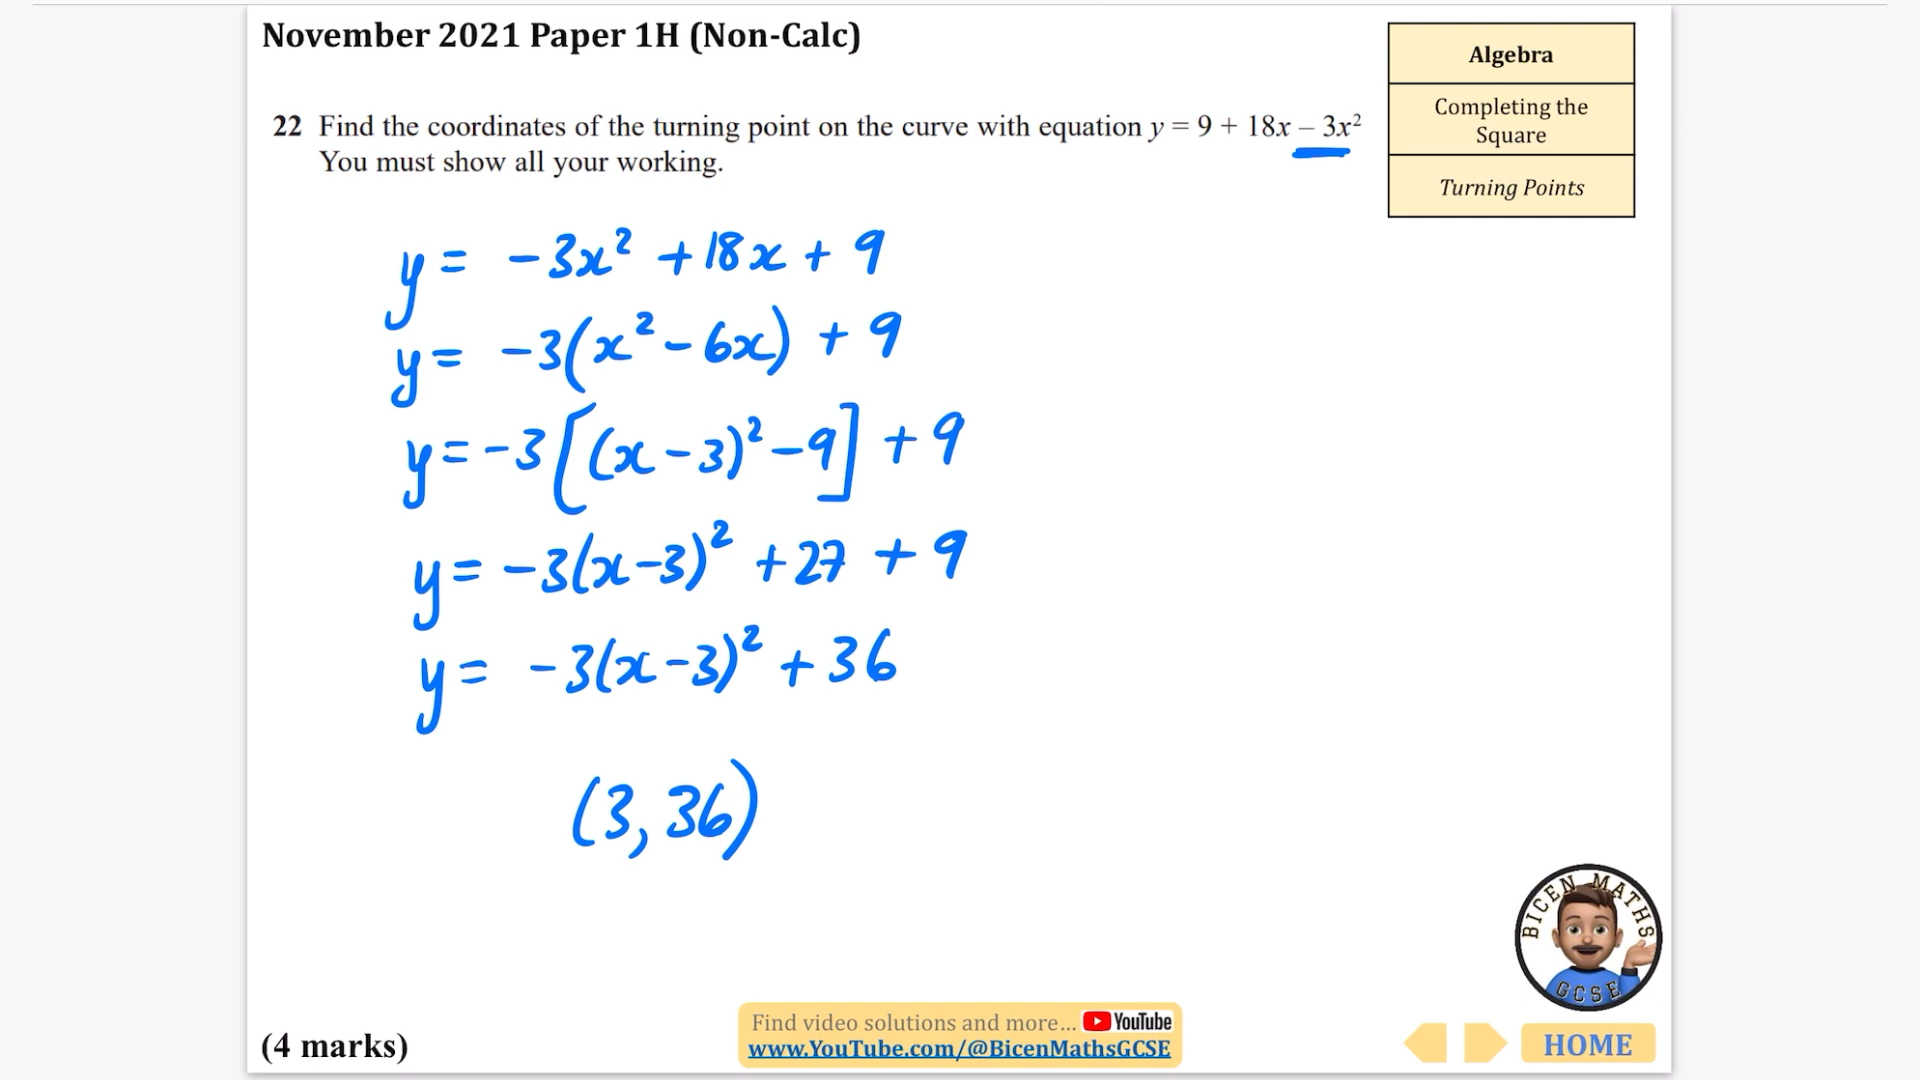 November 2021 Paper 1H (Non-Calc)
Algebra
Completing the
Square
Turning Points
22 Find the coordinates of the turning point on the curve with equation y = 9 + 18x – 3x²
You must show all your working.
y = -3x² + 18x + 9
y = -3(x² - 6x) + 9
y = -3[(x - 3)² - 9] + 9
y = -3(x - 3)² + 27 + 9
y = -3(x - 3)² + 36
(3, 36)
BICEN MATHS
GCSE
(4 marks)
Find video solutions and more... YouTube
www.YouTube.com/@BicenMathsGCSE
HOME